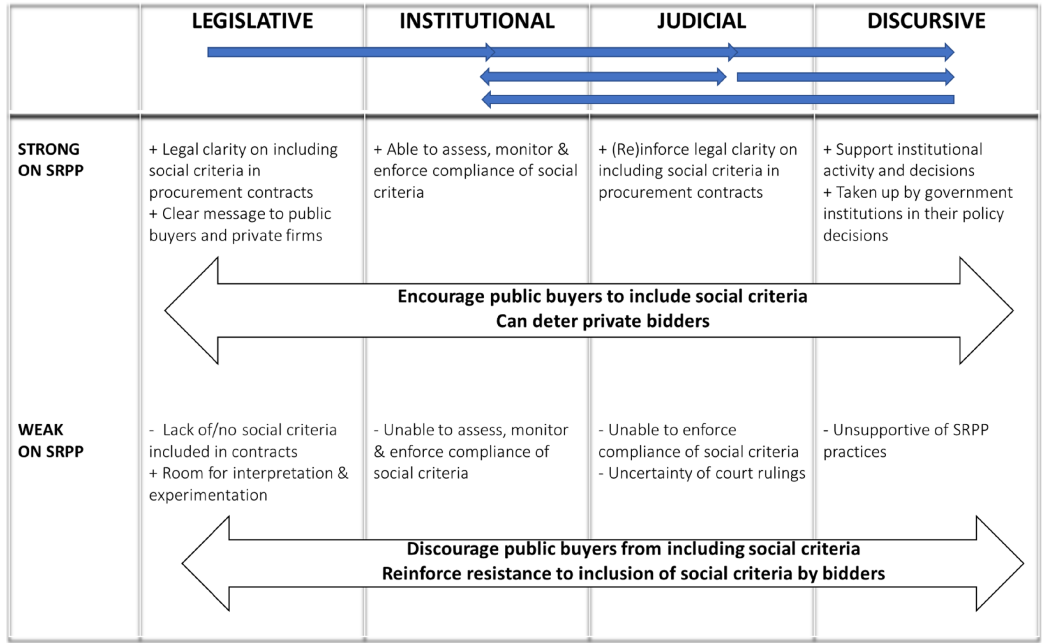 LEGISLATIVE
INSTITUTIONAL
JUDICIAL
DISCURSIVE
STRONG
ON SRPP
+ Legal clarity on including
social criteria in
procurement contracts
+ Clear message to public
buyers and private firms
+ Able to assess, monitor &
enforce compliance of social
criteria
+ (Re)inforce legal clarity on
including social criteria in
procurement contracts
+ Support institutional
activity and decisions
+ Taken up by government
institutions in their policy
decisions
Encourage public buyers to include social criteria
Can deter private bidders
WEAK
ON SRPP
- Lack of/no social criteria
included in contracts
+ Room for interpretation &
experimentation
- Unable to assess, monitor
& enforce compliance of
social criteria
- Unable to enforce
compliance of social criteria
- Uncertainty of court rulings
- Unsupportive of SRPP
practices
Discourage public buyers from including social criteria
Reinforce resistance to inclusion of social criteria by bidders